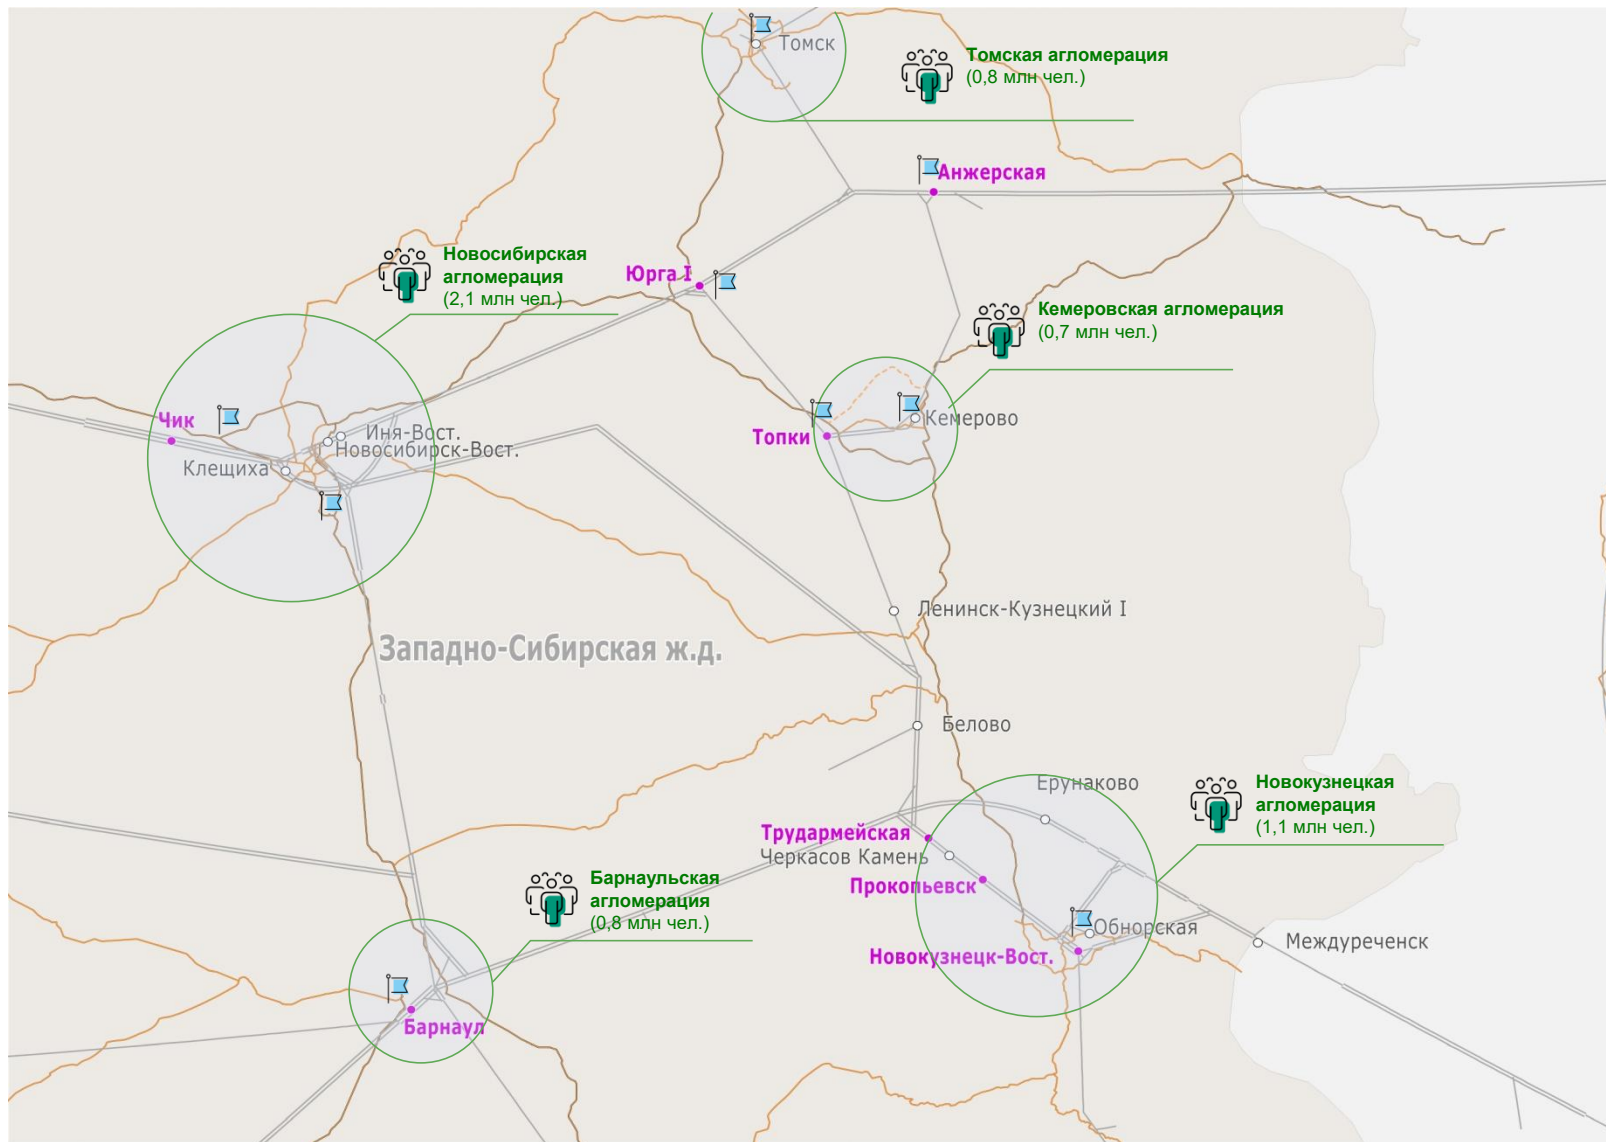 Томск
Томская агломерация
(0,8 млн чел.)
Анжерская
Новосибирская
агломерация
(2,1 млн чел.)
Юрга I
Кемеровская агломерация
(0,7 млн чел.)
Чик
Иня-Вост.
Новосибирск-Вост.
Клещиха
Кемерово
Топки
Ленинск-Кузнецкий I
Западно-Сибирская ж.д.
Белово
Ерунаково
Новокузнецкая
агломерация
(1,1 млн чел.)
Трудармейская
Черкасов Камень
Прокопьевск
Барнаульская
агломерация
(0,8 млн чел.)
Обнорская
Новокузнецк-Вост.
Междуреченск
Барнаул